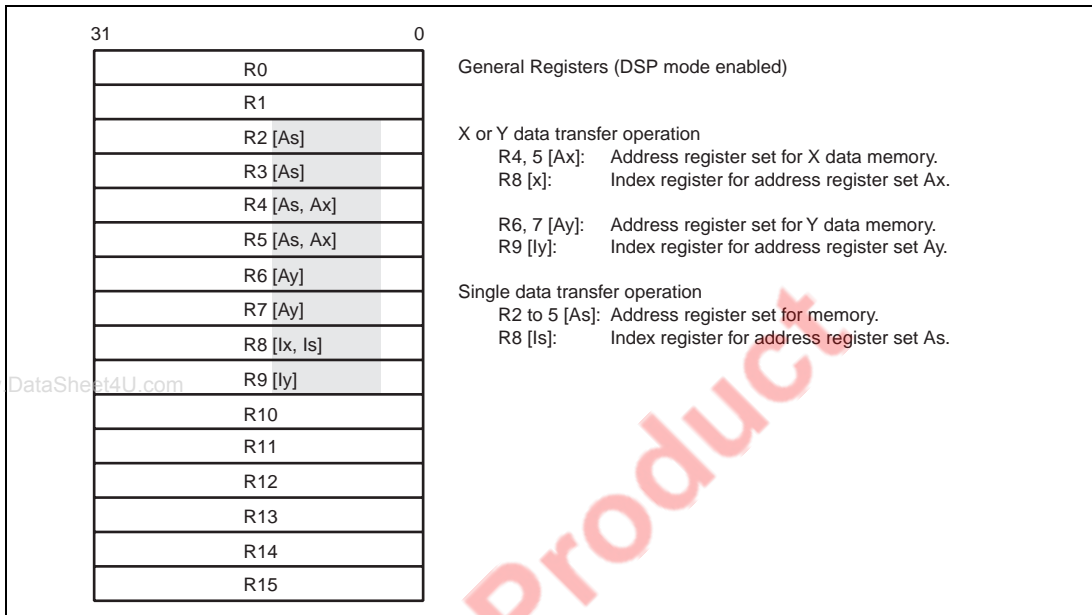 31 0
R0
R1
R2 [As]
R3 [As]
R4 [As, Ax]
R5 [As, Ax]
R6 [Ay]
R7 [Ay]
R8 [Ix, Is]
R9 [Iy]
R10
R11
R12
R13
R14
R15
General Registers (DSP mode enabled)
X or Y data transfer operation
R4, 5 [Ax]: Address register set for X data memory.
R8 [x]: Index register for address register set Ax.
R6, 7 [Ay]: Address register set for Y data memory.
R9 [Iy]: Index register for address register set Ay.
Single data transfer operation
R2 to 5 [As]: Address register set for memory.
R8 [Is]: Index register for address register set As.
DataSheet4U.com
Product